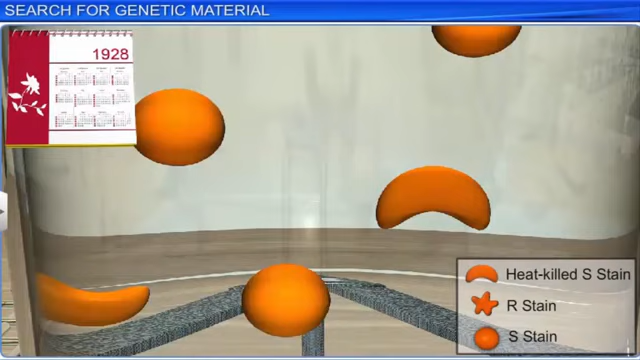 SEARCH FOR GENETIC MATERIAL
1928
Heat-killed S Stain
R Stain
S Stain